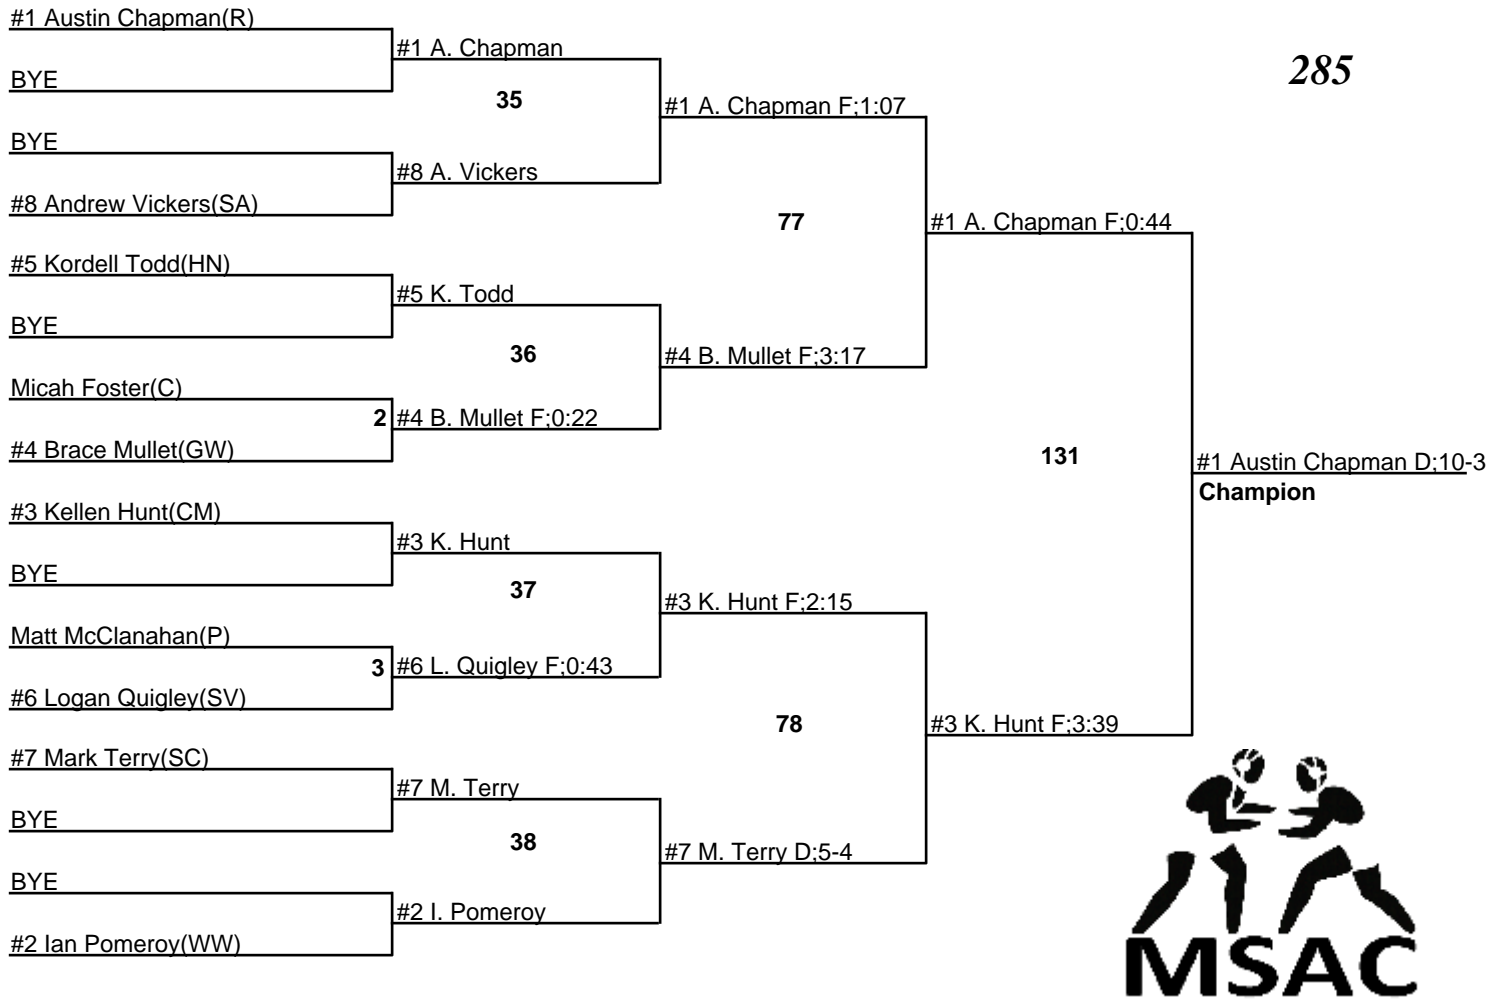 #1 Austin Chapman(R)
#1 A. Chapman
285
BYE
35
#1 A. Chapman F;1:07
BYE
#8 A. Vickers
#8 Andrew Vickers(SA)
77
#1 A. Chapman F;0:44
#5 Kordell Todd(HN)
#5 K. Todd
BYE
36
#4 B. Mullet F;3:17
Micah Foster(C)
2 #4 B. Mullet F;0:22
#4 Brace Mullet(GW)
131
#1 Austin Chapman D;10-3
Champion
#3 Kellen Hunt(CM)
#3 K. Hunt
BYE
37
#3 K. Hunt F;2:15
Matt McClanahan(P)
3 #6 L. Quigley F;0:43
#6 Logan Quigley(SV)
78
#3 K. Hunt F;3:39
#7 Mark Terry(SC)
#7 M. Terry
BYE
38
#7 M. Terry D;5-4
BYE
#2 I. Pomeroy
#2 Ian Pomeroy(WW)
MSAC